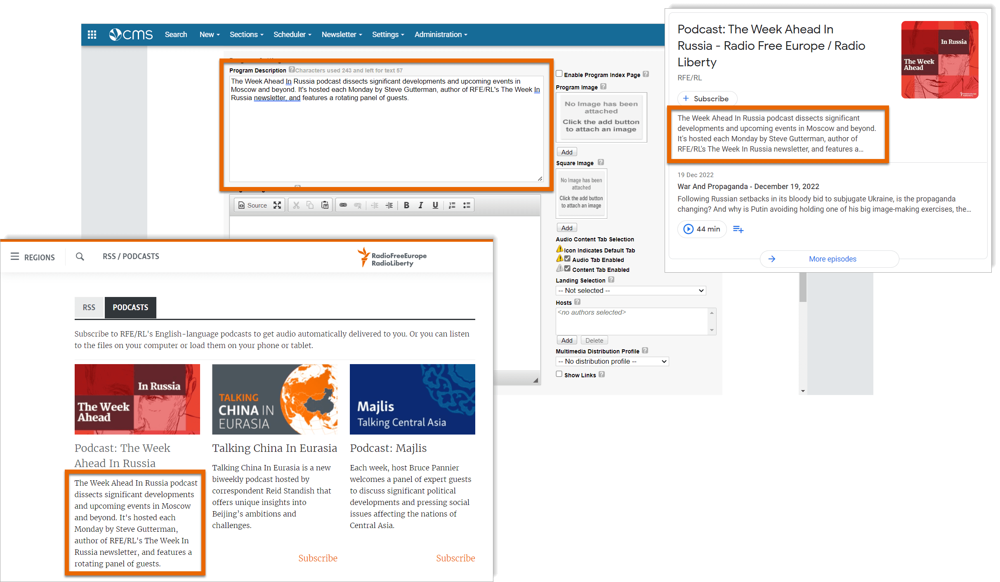 cms
Search
New
Sections
Scheduler
Newsletter
Settings
Administration
Program Description
Characters used 243 and left for text 57
The Week Ahead In Russia podcast dissects significant developments and upcoming events in
Moscow and beyond. It's hosted each Monday by Steve Gutterman, author of RFE/RL's The Week In
Russia newsletter, and features a rotating panel of guests.
Source
B I U
Enable Program Index Page
Program Image
No Image has been
attached
Click the add button
to attach an image
Add
Square Image
No Image has been
attached
Click the add button
to attach an image
Add
Audio Content Tab Selection
Icon Indicates Default Tab
Audio Tab Enabled
Content Tab Enabled
Landing Selection
-- Not selected --
Hosts
<no authors selected>
Add
Delete
Multimedia Distribution Profile
-- No distribution profile --
Show Links
Podcast: The Week Ahead In
Russia - Radio Free Europe / Radio
Liberty
RFE/RL
+ Subscribe
In Russia
The Week
Ahead
RadioFreeEurope
RadioLiberty
The Week Ahead In Russia podcast dissects significant
developments and upcoming events in Moscow and beyond.
It's hosted each Monday by Steve Gutterman, author of
RFE/RL's The Week In Russia newsletter, and features a...
19 Dec 2022
War And Propaganda - December 19, 2022
Following Russian setbacks in its bloody bid to subjugate Ukraine, is the propaganda
changing? And why is Putin avoiding holding one of his big image-making exercises, the...
44 min
More episodes
REGIONS
RSS / PODCASTS
RadioFreeEurope
RadioLiberty
RSS
PODCASTS
Subscribe to RFE/RL's English-language podcasts to get audio automatically delivered to you. Or you can listen
to the files on your computer or load them on your phone or tablet.
In Russia
The Week
Ahead
Podcast: The Week
Ahead In Russia
The Week Ahead In Russia podcast
dissects significant developments
and upcoming events in Moscow
and beyond. It's hosted each
Monday by Steve Gutterman,
author of RFE/RL's The Week In
Russia newsletter, and features a
rotating panel of guests.
TALKING
CHINA IN
EURASIA
Talking China In Eurasia
Talking China In Eurasia is a new
biweekly podcast hosted by
correspondent Reid Standish that
offers unique insights into
Beijing’s ambitions and
challenges.
Subscribe
Majlis
Talking Central Asia
Podcast: Majlis
Each week, host Bruce Pannier
welcomes a panel of expert guests
to discuss significant political
developments and pressing social
issues affecting the nations of
Central Asia.
Subscribe